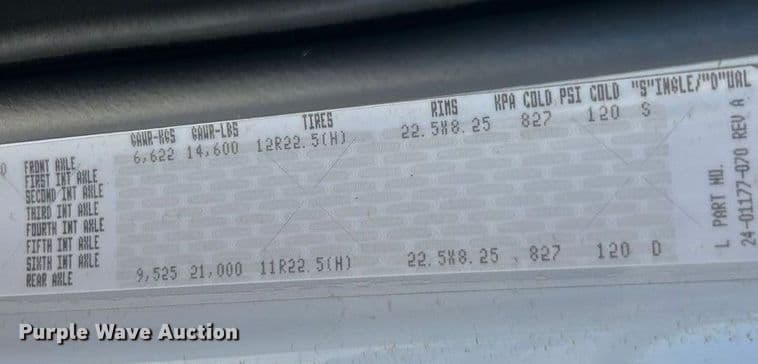 GAWR-KGS GAWR-LBS TIRES RIMS KPA COLD PSI COLD "S"INGLE/"D"UAL
FRONT AXLE 6,622 14,600 12R22.5(H) 22.5X8.25 827 120 S
FIRST INT AXLE
SECOND INT AXLE
THIRD INT AXLE
FOURTH INT AXLE
FIFTH INT AXLE
SIXTH INT AXLE
REAR AXLE 9,525 21,000 11R22.5(H) 22.5X8.25 827 120 D
L PART NO.
24-01177-070 REV A
Purple Wave Auction